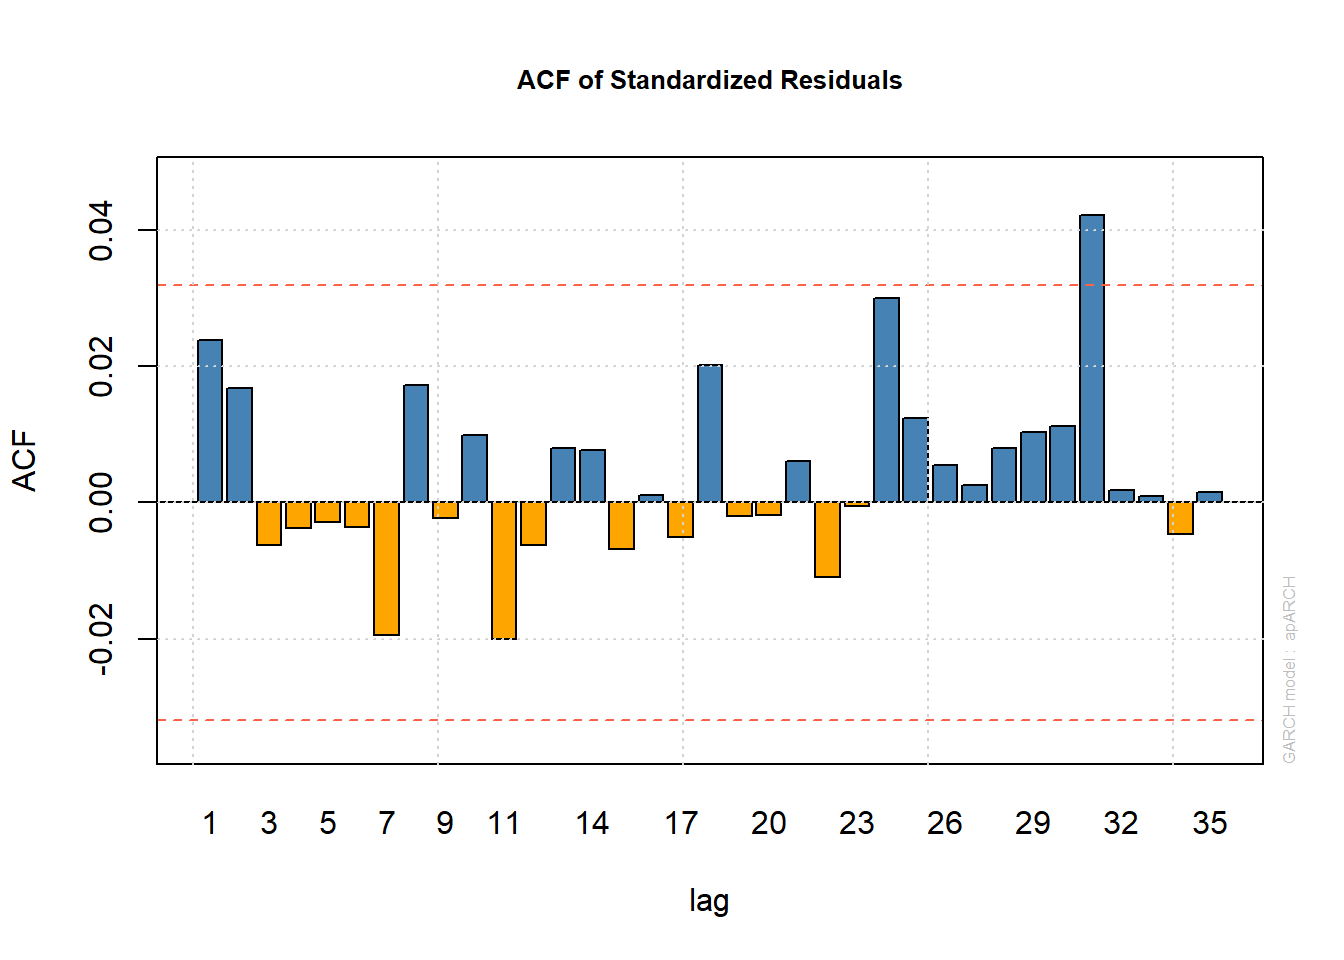 ACF of Standardized Residuals
ACF
0.04
0.02
0.00
-0.02
1 3 5 7 9 11 14 17 20 23 26 29 32 35
lag
GARCH model : apARCH